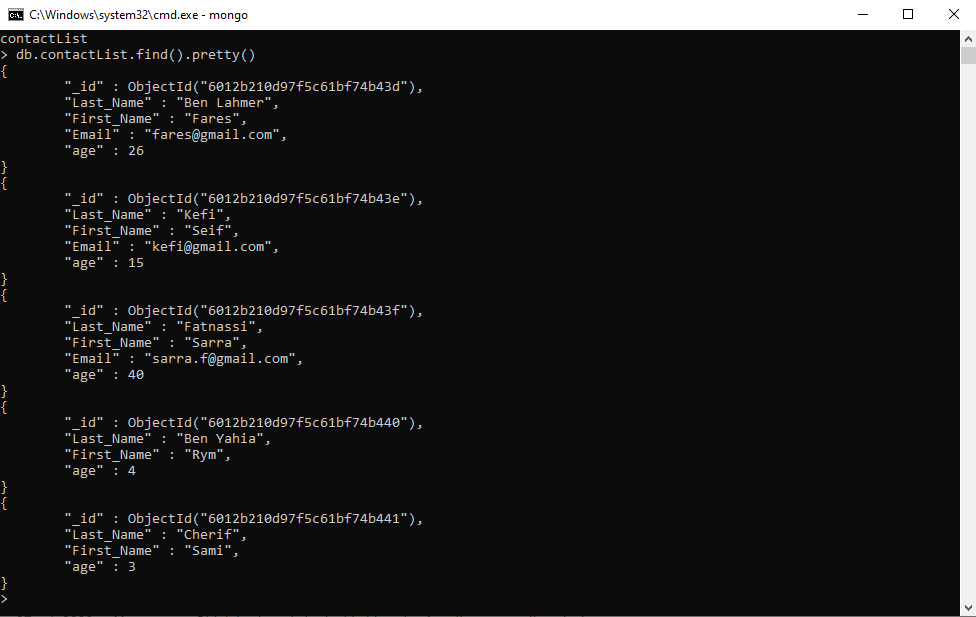 C:\Windows\system32\cmd.exe - mongo
contactList
> db.contactList.find().pretty()
{
        "_id" : ObjectId("6012b210d97f5c61bf74b43d"),
        "Last_Name" : "Ben Lahmer",
        "First_Name" : "Fares",
        "Email" : "fares@gmail.com",
        "age" : 26
}
{
        "_id" : ObjectId("6012b210d97f5c61bf74b43e"),
        "Last_Name" : "Kefi",
        "First_Name" : "Seif",
        "Email" : "kefi@gmail.com",
        "age" : 15
}
{
        "_id" : ObjectId("6012b210d97f5c61bf74b43f"),
        "Last_Name" : "Fatnassi",
        "First_Name" : "Sarra",
        "Email" : "sarra.f@gmail.com",
        "age" : 40
}
{
        "_id" : ObjectId("6012b210d97f5c61bf74b440"),
        "Last_Name" : "Ben Yahia",
        "First_Name" : "Rym",
        "age" : 4
}
{
        "_id" : ObjectId("6012b210d97f5c61bf74b441"),
        "Last_Name" : "Cherif",
        "First_Name" : "Sami",
        "age" : 3
}
>